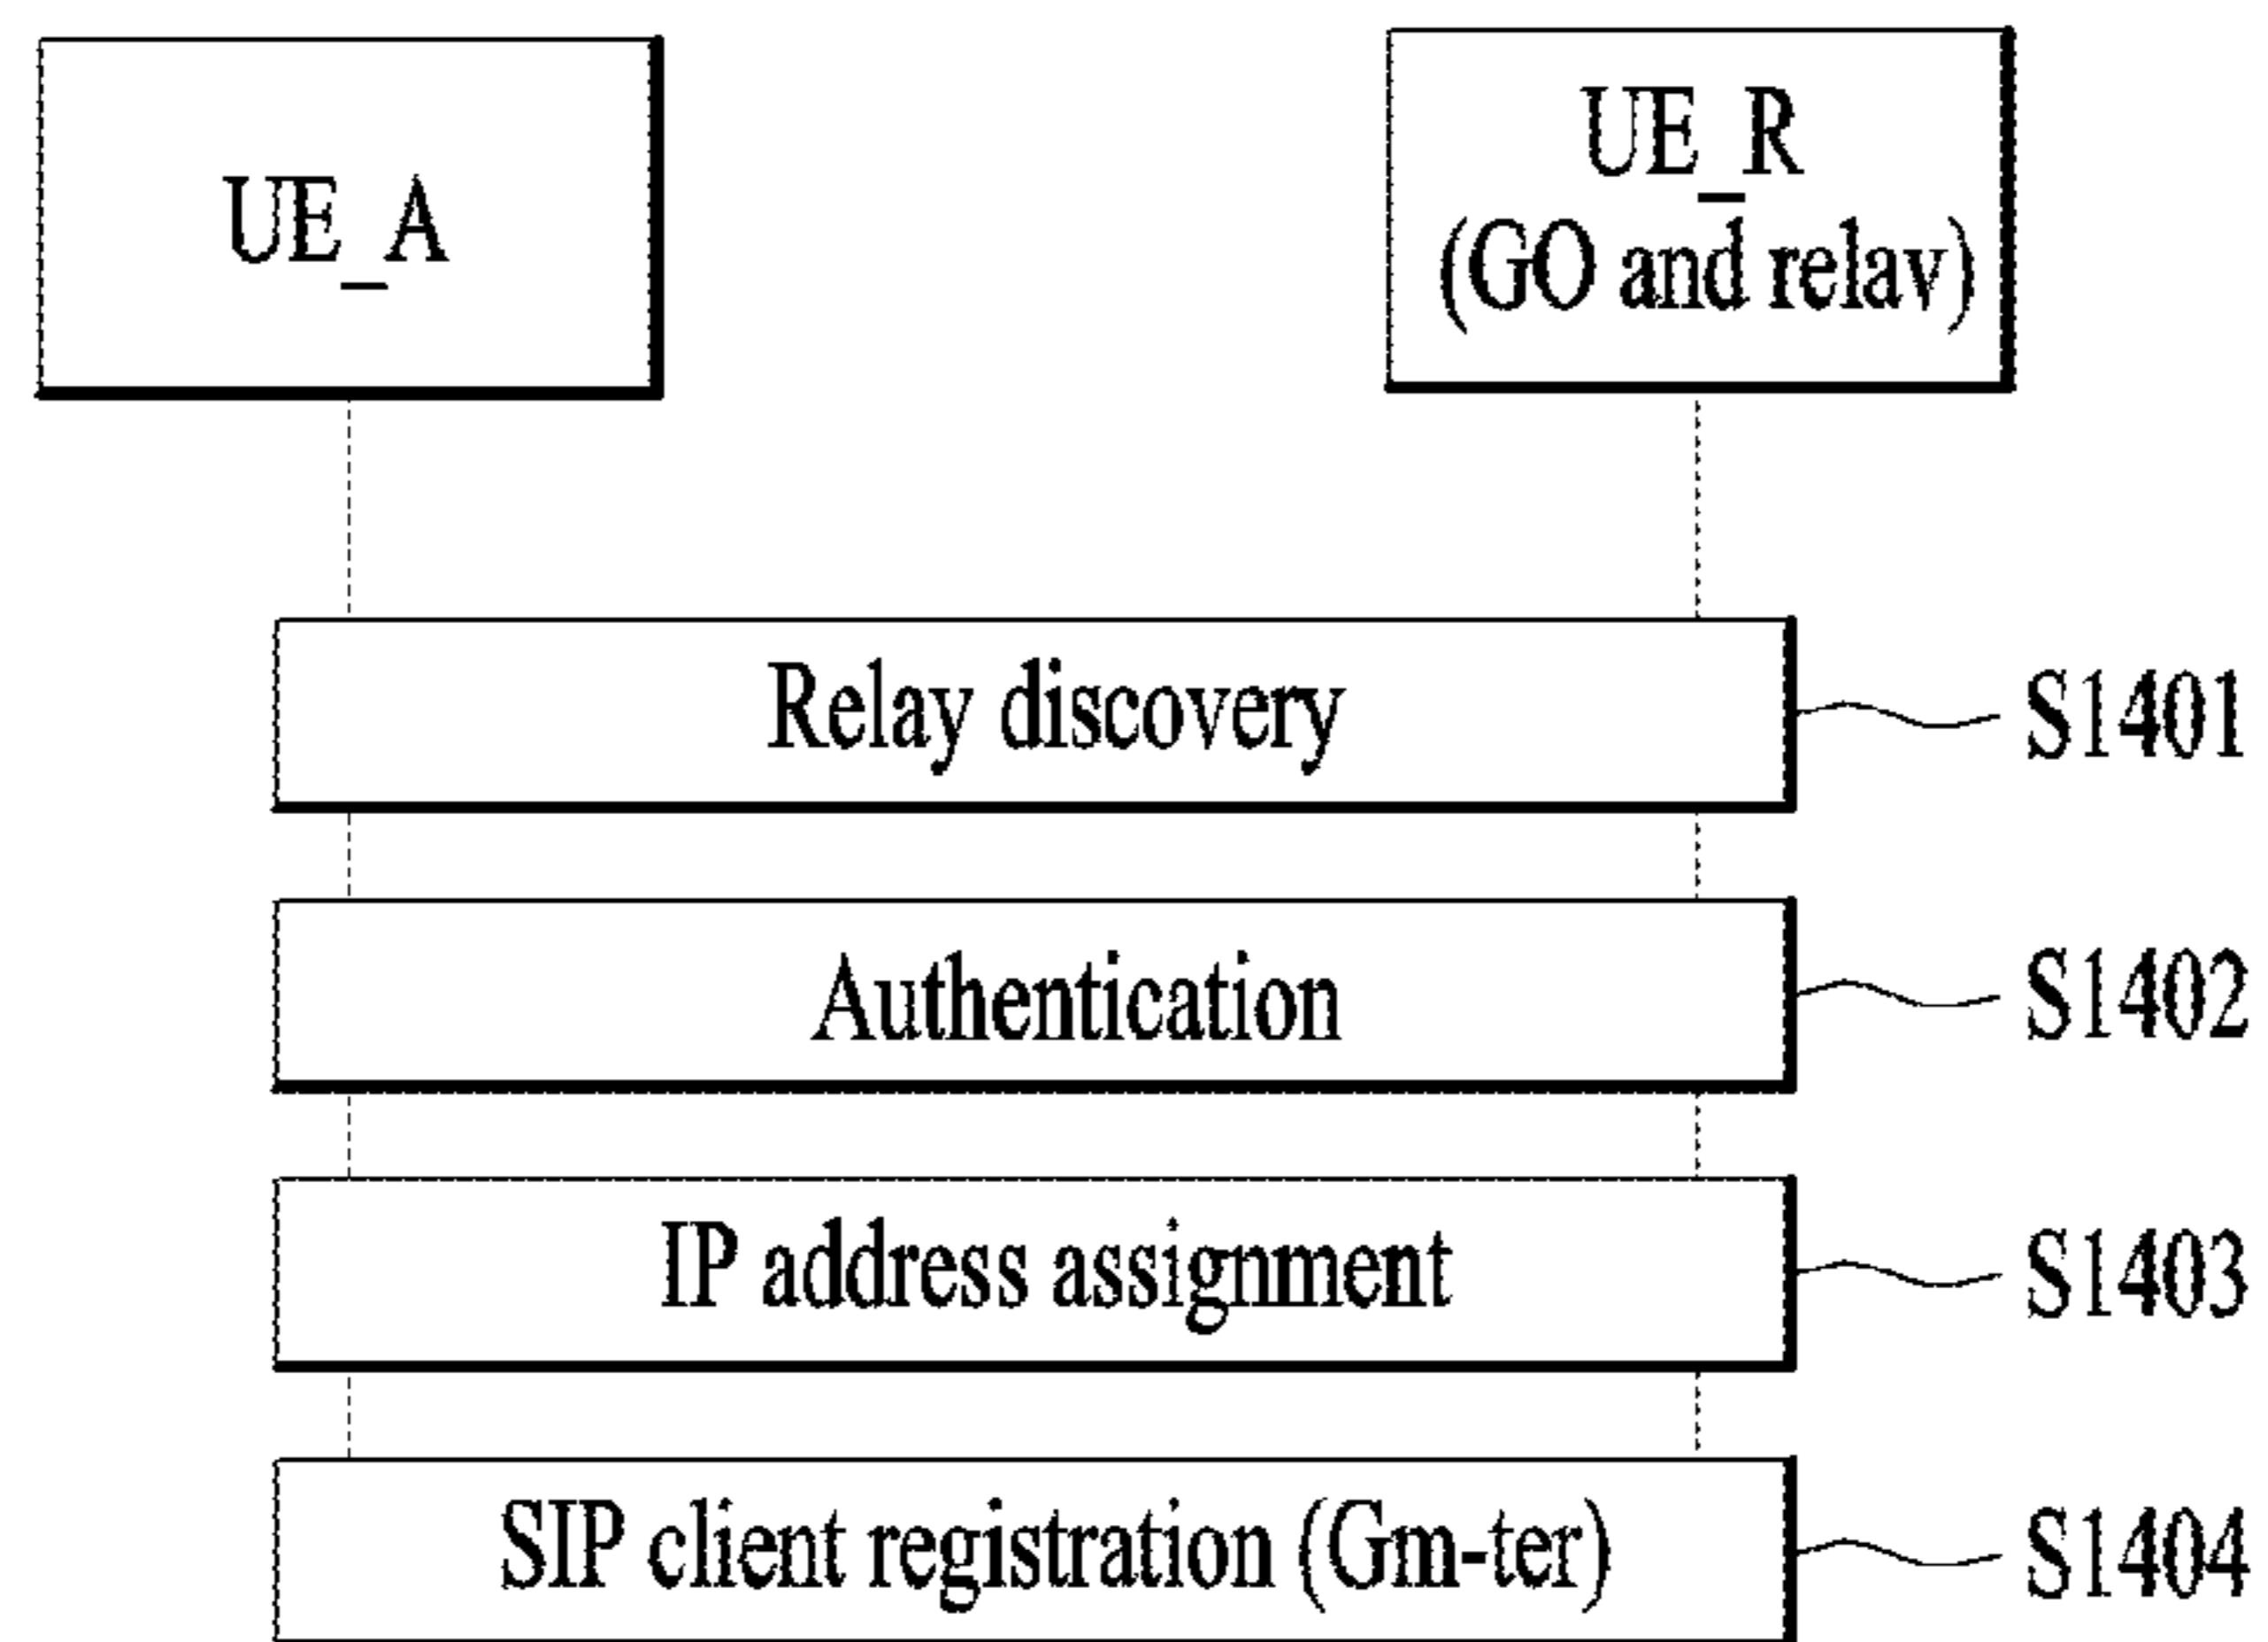 UE_A
UE_R
(GO and relav)
Relay discovery
S1401
Authentication
S1402
IP address assignment
S1403
SIP client registration (Gm-ter)
S1404